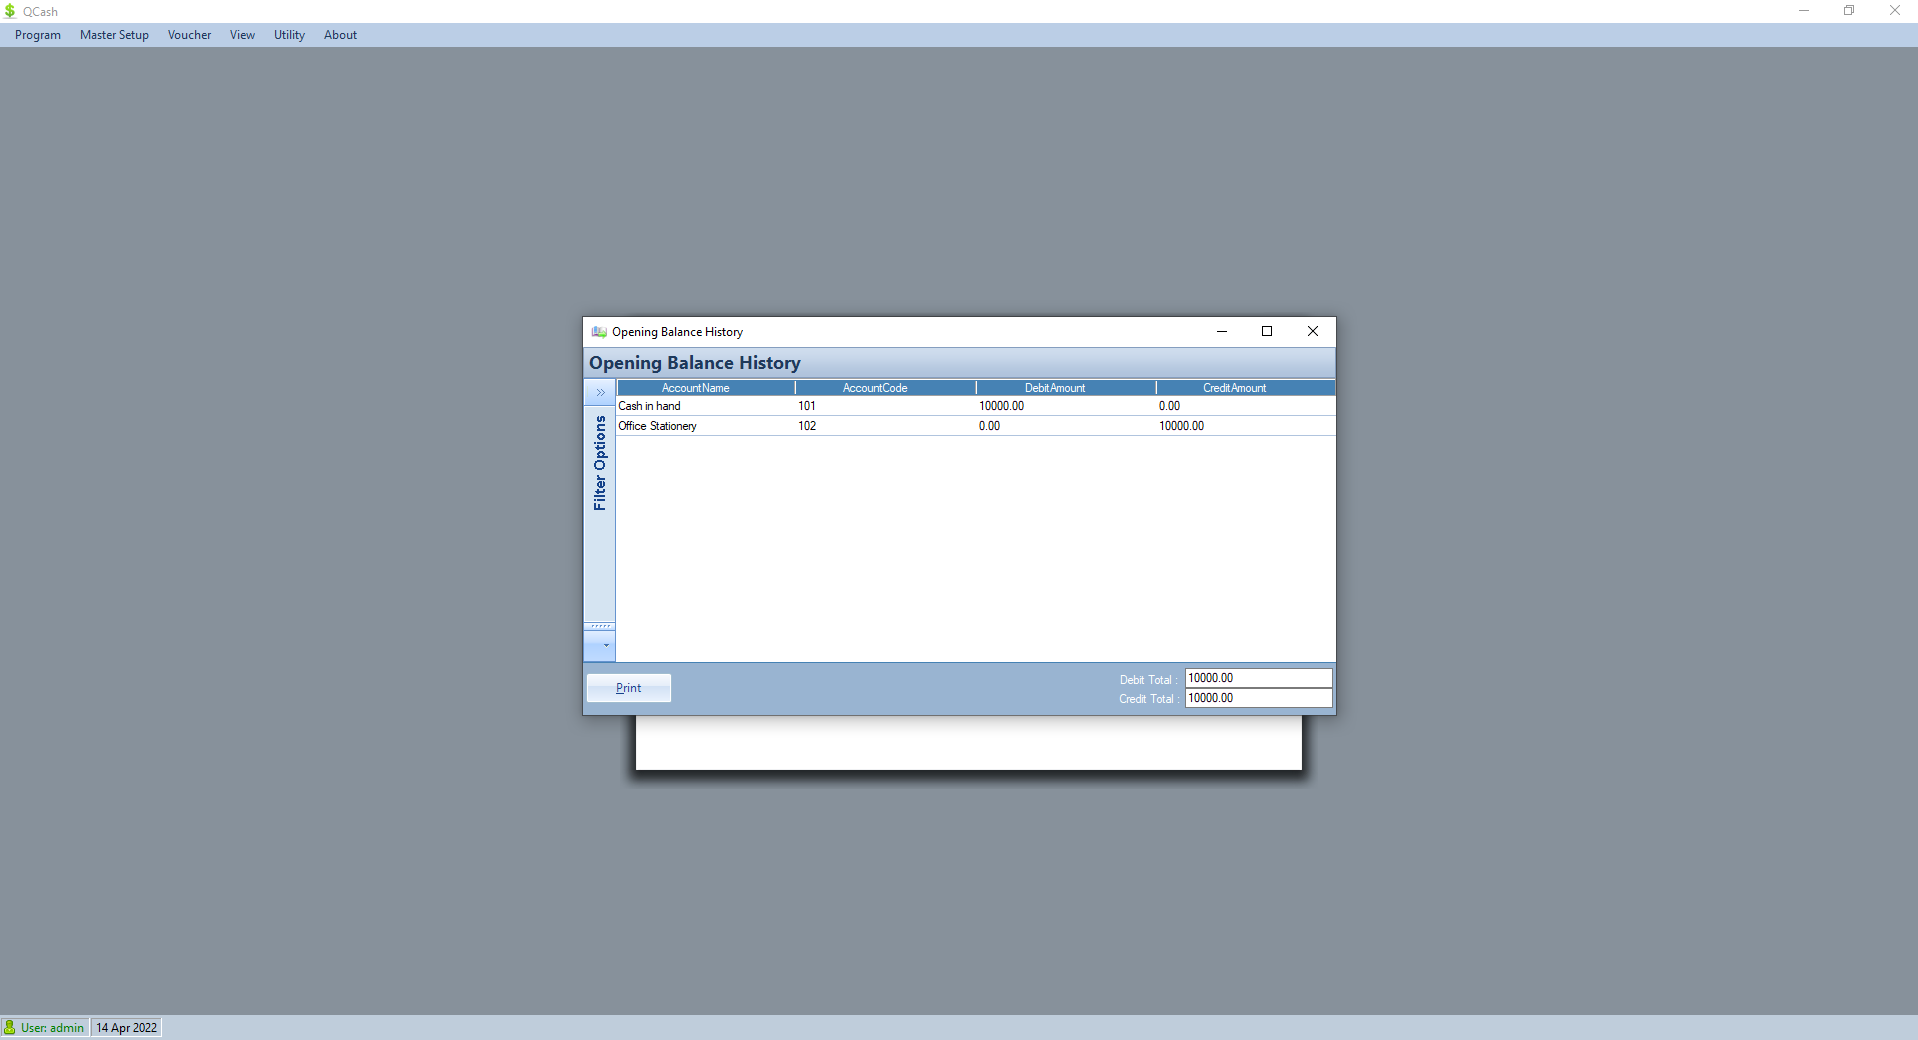 QCash
Program Master Setup Voucher View Utility About
Opening Balance History
Opening Balance History
AccountName AccountCode DebitAmount CreditAmount
Cash in hand 101 10000.00 0.00
Office Stationery 102 0.00 10000.00
Filter Options
Print
Debit Total : 10000.00
Credit Total : 10000.00
User: admin 14 Apr 2022